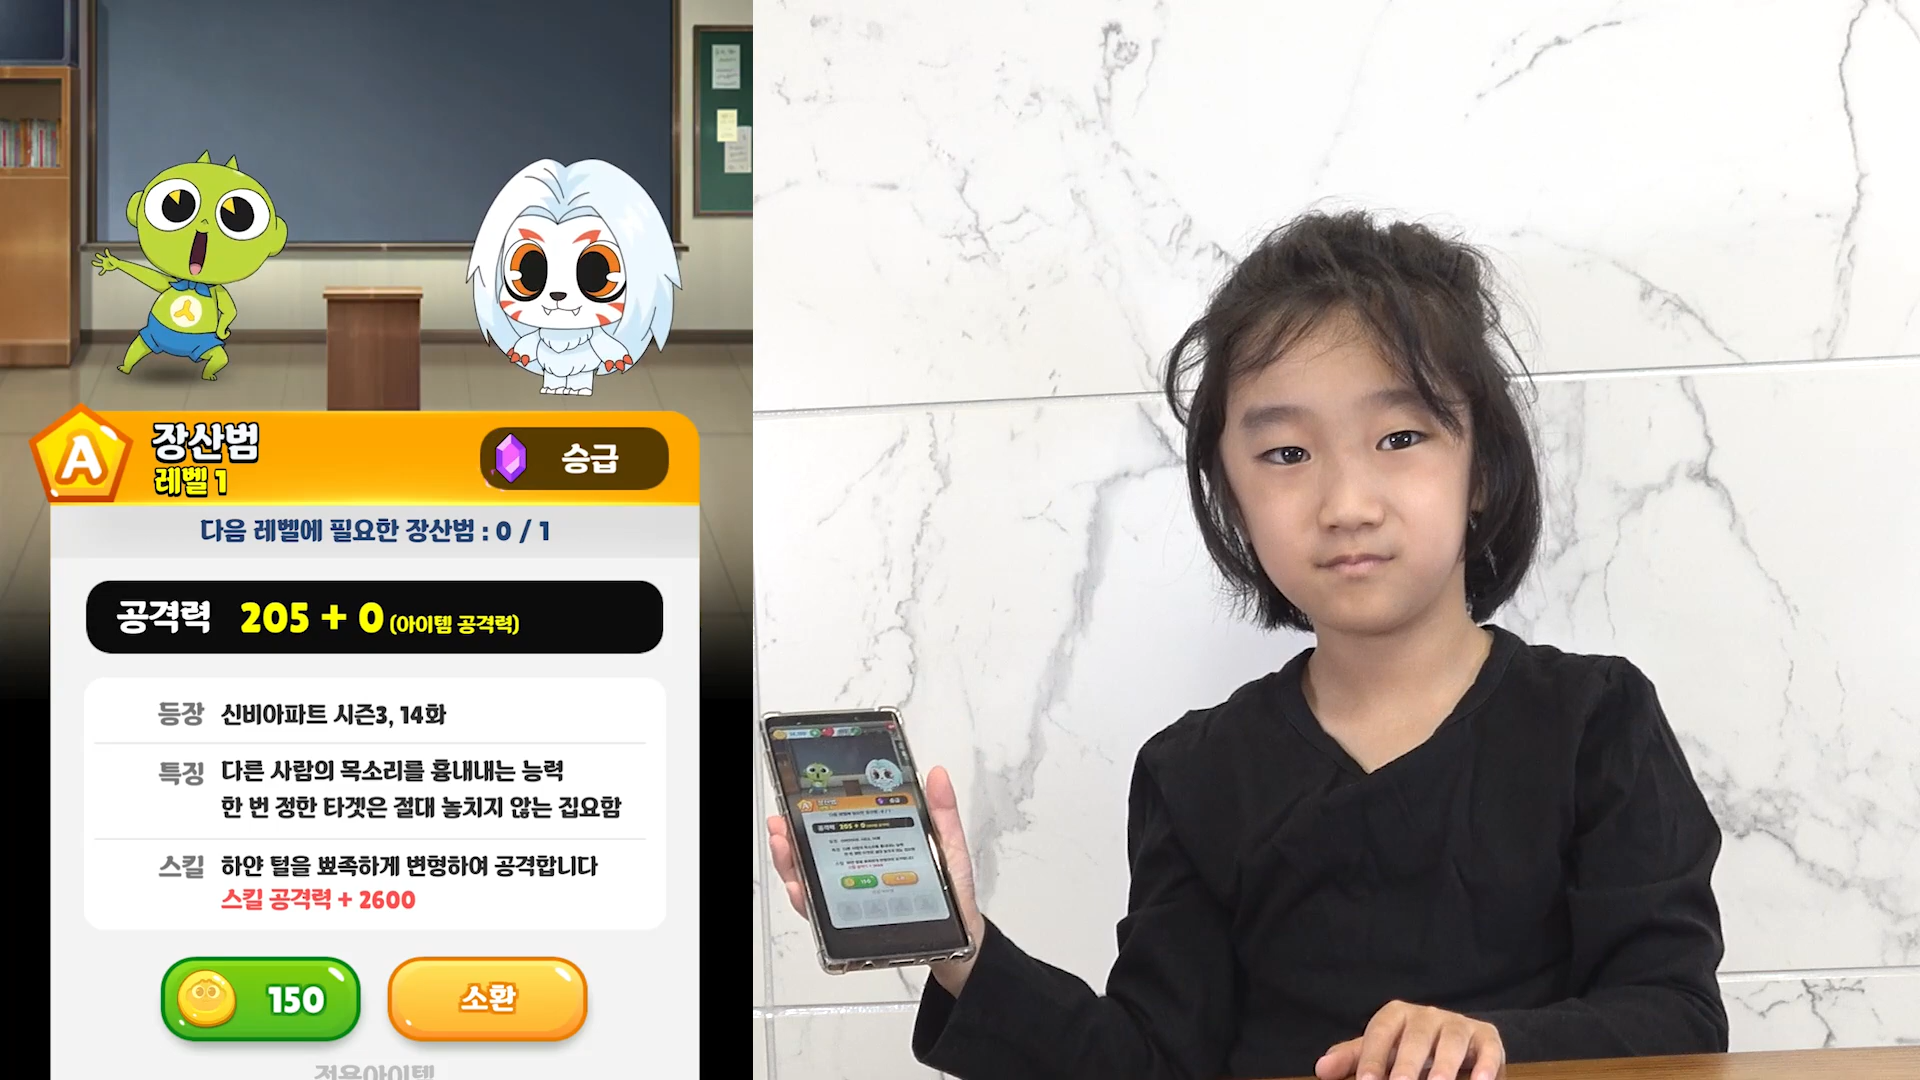 A
장산범
레벨 1
승급
다음 레벨에 필요한 장산범 : 0 / 1
공격력 205 + 0 (아이템 공격력)
등장 신비아파트 시즌3, 14화
특징 다른 사람의 목소리를 흉내내는 능력
한 번 정한 타겟은 절대 놓치지 않는 집요함
스킬 하얀 털을 뾰족하게 변형하여 공격합니다
스킬 공격력 + 2600
150
소환
전용아이템